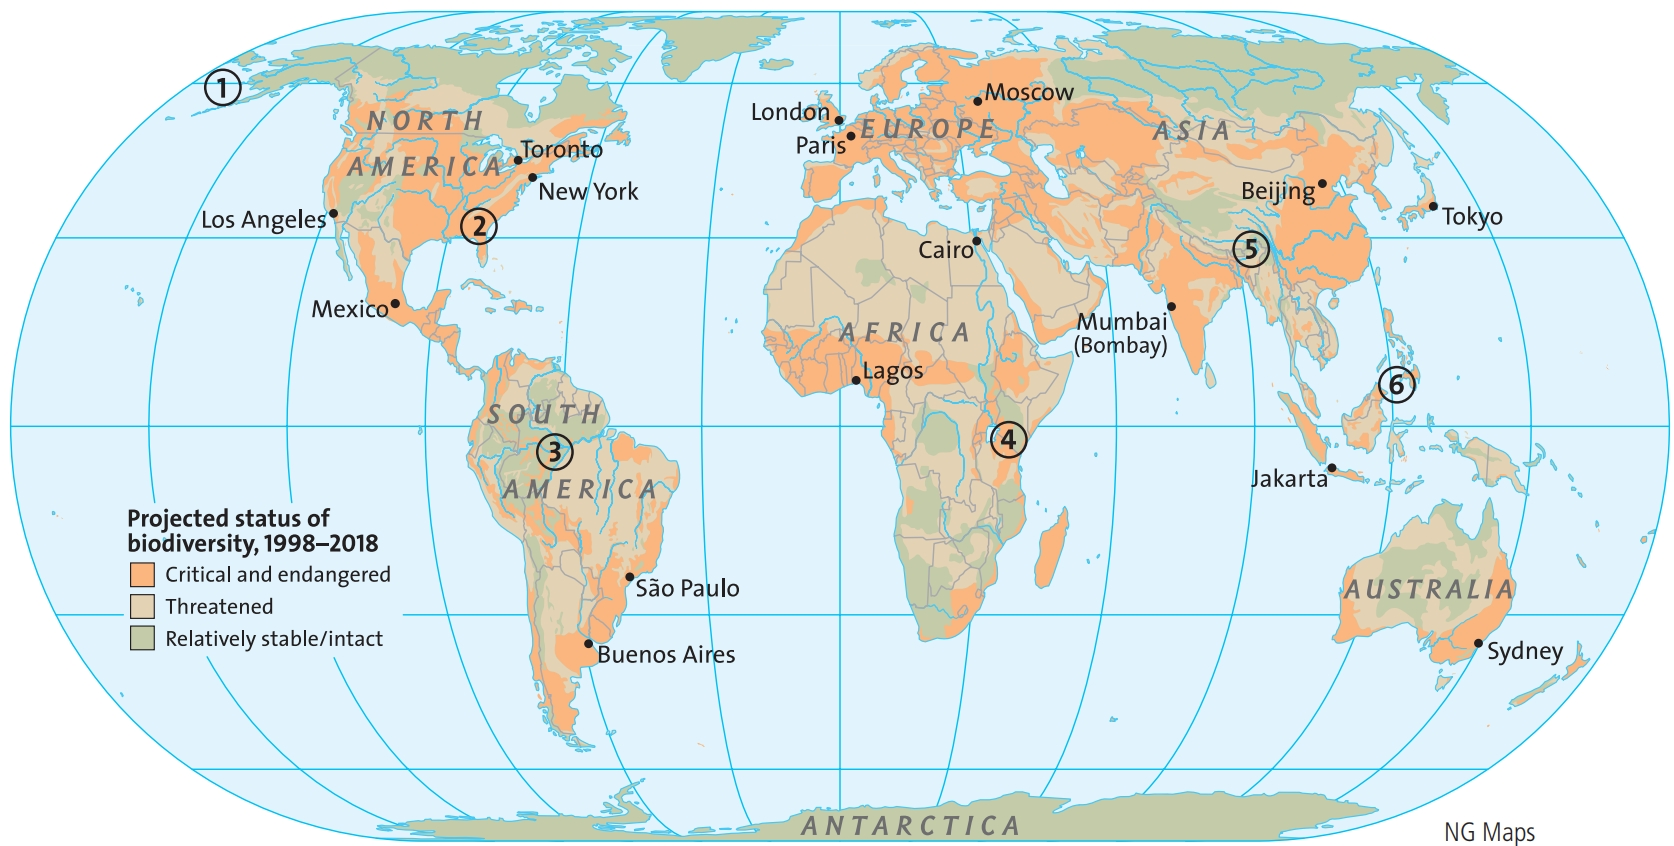 1
Moscow
London
NORTH
EUROPE
ASIA
Paris
Toronto
AMERICA
Beijing
New York
Los Angeles
2
Tokyo
5
Cairo
Mexico
Mumbai
(Bombay)
AFRICA
Lagos
6
SOUTH
4
3
Jakarta
AMERICA
Projected status of
biodiversity, 1998–2018
Critical and endangered
Threatened
Relatively stable/intact
São Paulo
AUSTRALIA
Buenos Aires
Sydney
ANTARCTICA
NG Maps